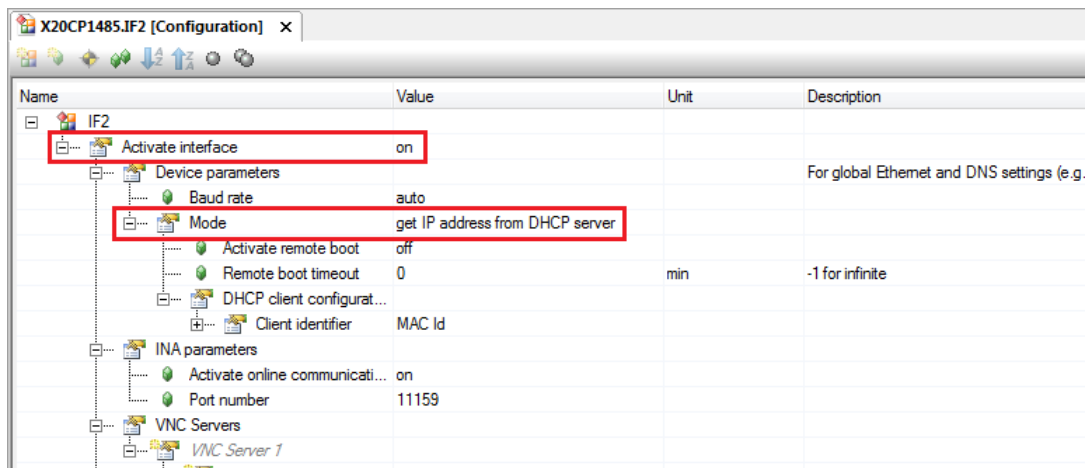 X20CP1485.IF2 [Configuration] X
Name Value Unit Description
IF2
Activate interface on
Device parameters For global Ethernet and DNS settings (e.g.
Baud rate auto
Mode get IP address from DHCP server
Activate remote boot off
Remote boot timeout 0 min -1 for infinite
DHCP client configurat...
Client identifier MAC Id
INA parameters
Activate online communicati... on
Port number 11159
VNC Servers
VNC Server 1